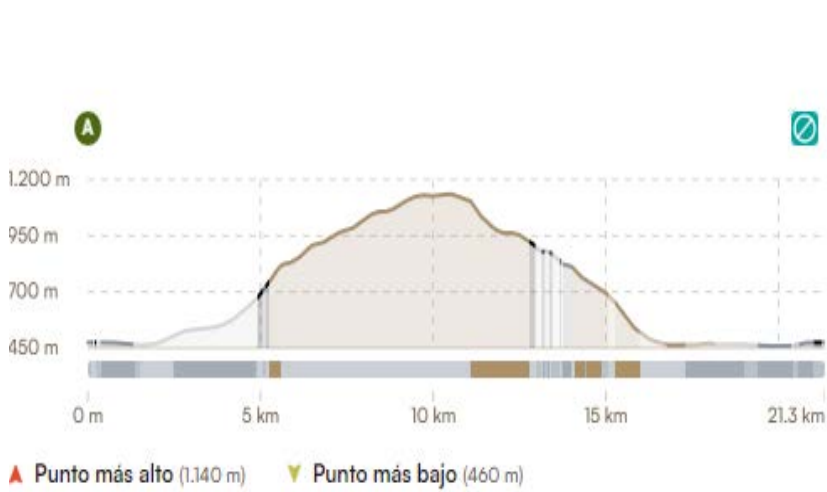 A
1.200 m
950 m
700 m
450 m
0 m 5 km 10 km 15 km 21.3 km
Punto más alto (1.140 m) Punto más bajo (460 m)